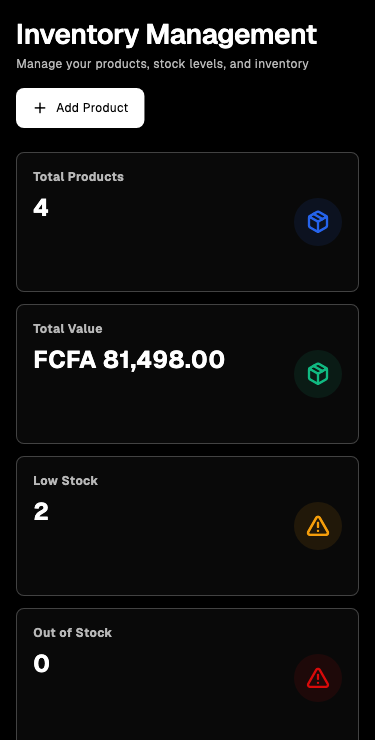 Inventory Management
Manage your products, stock levels, and inventory
Add Product
Total Products
4
Total Value
FCFA 81,498.00
Low Stock
2
Out of Stock
0